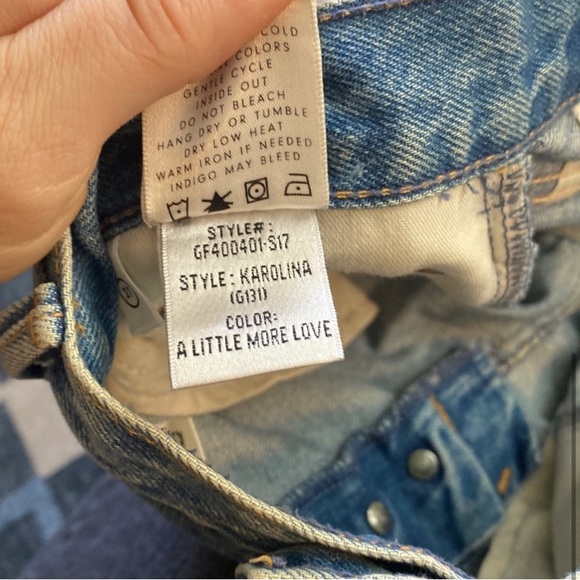 COLD
COLORS
GENTLE CYCLE
INSIDE OUT
DO NOT BLEACH
HANG DRY OR TUMBLE
DRY LOW HEAT
WARM IRON IF NEEDED
INDIGO MAY BLEED
STYLE#:
GF400401-S17
STYLE: KAROLINA
(G131)
COLOR:
A LITTLE MORE LOVE